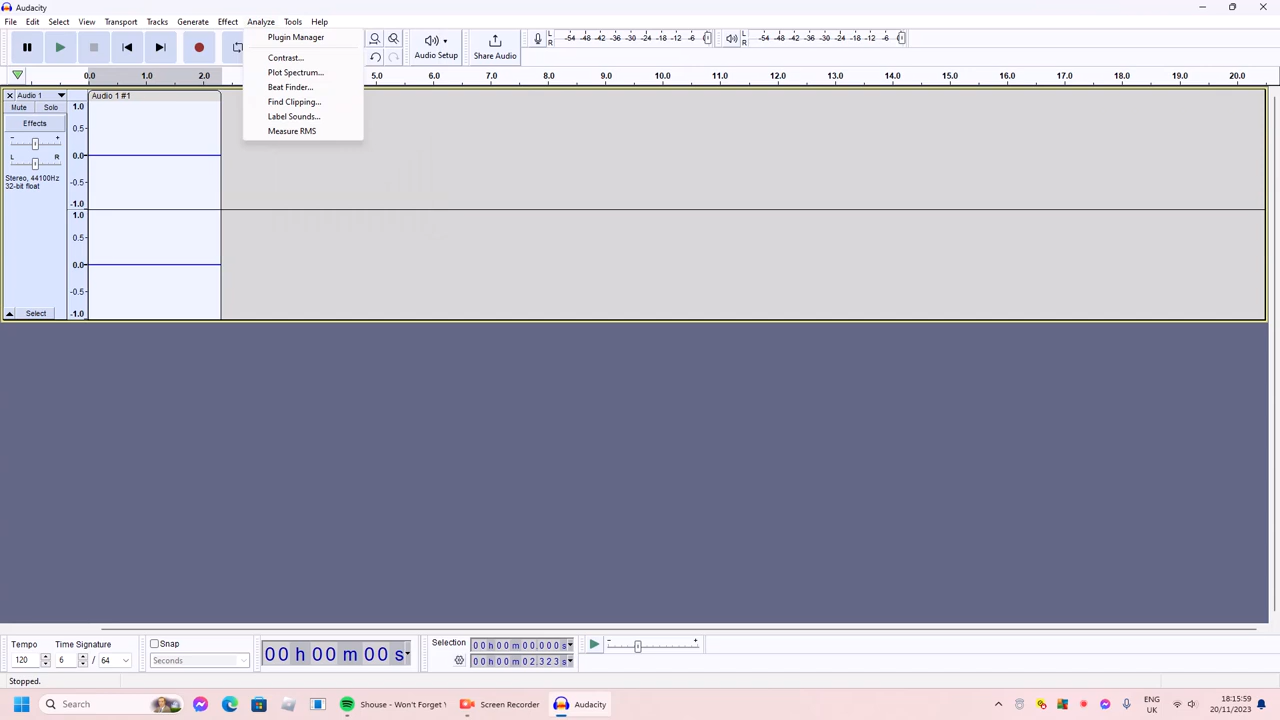 Audacity
File Edit Select View Transport Tracks Generate Effect Analyze Tools Help
Plugin Manager
Contrast...
Plot Spectrum...
Beat Finder...
Find Clipping...
Label Sounds...
Measure RMS
Audio Setup
Share Audio
L
R
-54 -48 -42 -36 -30 -24 -18 -12 -6
L
R
-54 -48 -42 -36 -30 -24 -18 -12 -6
0.0 1.0 2.0 5.0 6.0 7.0 8.0 9.0 10.0 11.0 12.0 13.0 14.0 15.0 16.0 17.0 18.0 19.0 20.0
Audio 1
Audio 1 #1
Mute Solo
Effects
- +
L R
Stereo, 44100Hz
32-bit float
Select
1.0
0.5
0.0
-0.5
-1.0
1.0
0.5
0.0
-0.5
-1.0
Tempo
120
Time Signature
6 / 64
Snap
Seconds
00 h 00 m 00 s
Selection
00 h 00 m 00.000 s
00 h 00 m 02.323 s
- +
Stopped.
Search
Shouse - Won't Forget
Screen Recorder
Audacity
ENG
UK
18:15:59
20/11/2023